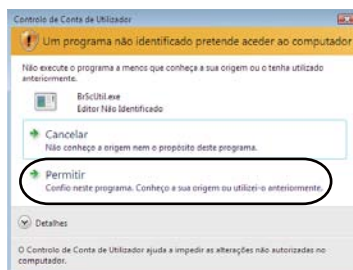 Controlo de Conta de Utilizador
Um programa não identificado pretende aceder ao computador
Não execute o programa a menos que conheça a sua origem ou o tenha utilizado
anteriormente.
BrScUtil.exe
Editor Não Identificado
Cancelar
Não conheço a origem nem o propósito deste programa.
Permitir
Confio neste programa. Conheço a sua origem ou utilizei-o anteriormente.
Detalhes
O Controlo de Conta de Utilizador ajuda a impedir as alterações não autorizadas no
computador.